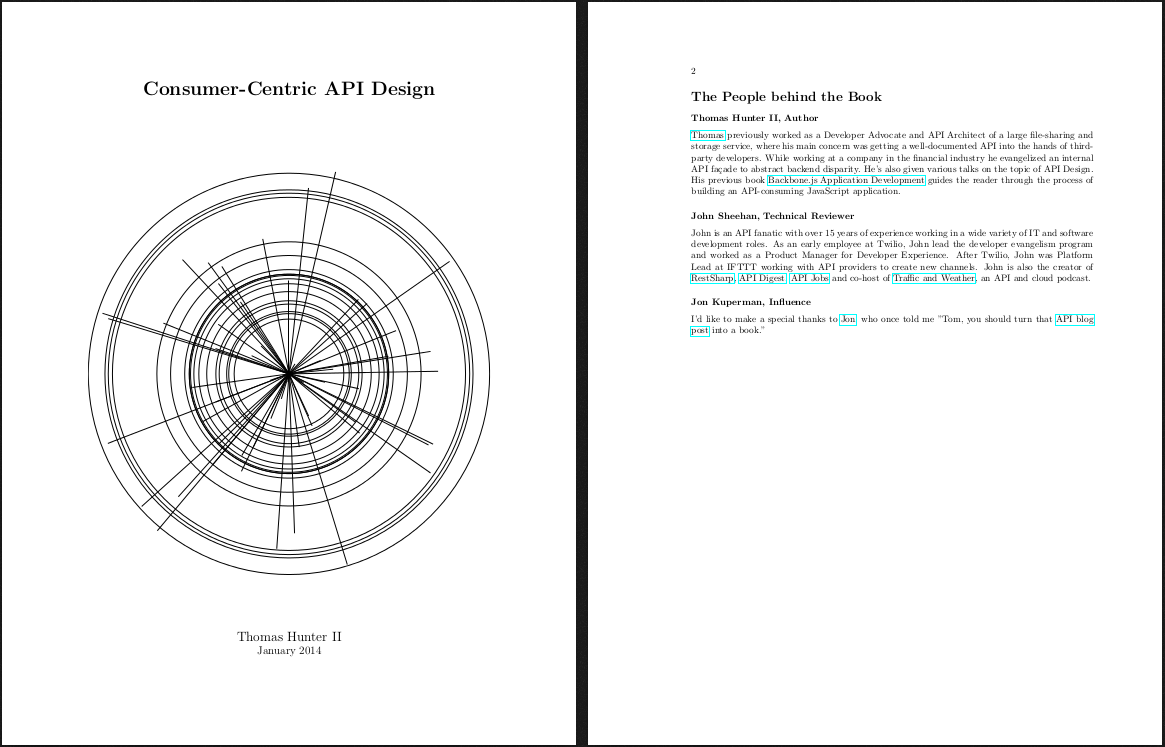 Consumer-Centric API Design
Thomas Hunter II
January 2014
2
The People behind the Book
Thomas Hunter II, Author
Thomas previously worked as a Developer Advocate and API Architect of a large file-sharing and
storage service, where his main concern was getting a well-documented API into the hands of third-
party developers. While working at a company in the financial industry he evangelized an internal
API façade to abstract backend disparity. He's also given various talks on the topic of API Design.
His previous book Backbone.js Application Development guides the reader through the process of
building an API-consuming JavaScript application.
John Sheehan, Technical Reviewer
John is an API fanatic with over 15 years of experience working in a wide variety of IT and software
development roles. As an early employee at Twilio, John lead the developer evangelism program
and worked as a Product Manager for Developer Experience. After Twilio, John was Platform
Lead at IFTTT working with API providers to create new channels. John is also the creator of
RestSharp, API Digest, API Jobs and co-host of Traffic and Weather, an API and cloud podcast.
Jon Kuperman, Influence
I'd like to make a special thanks to Jon, who once told me "Tom, you should turn that API blog
post into a book."